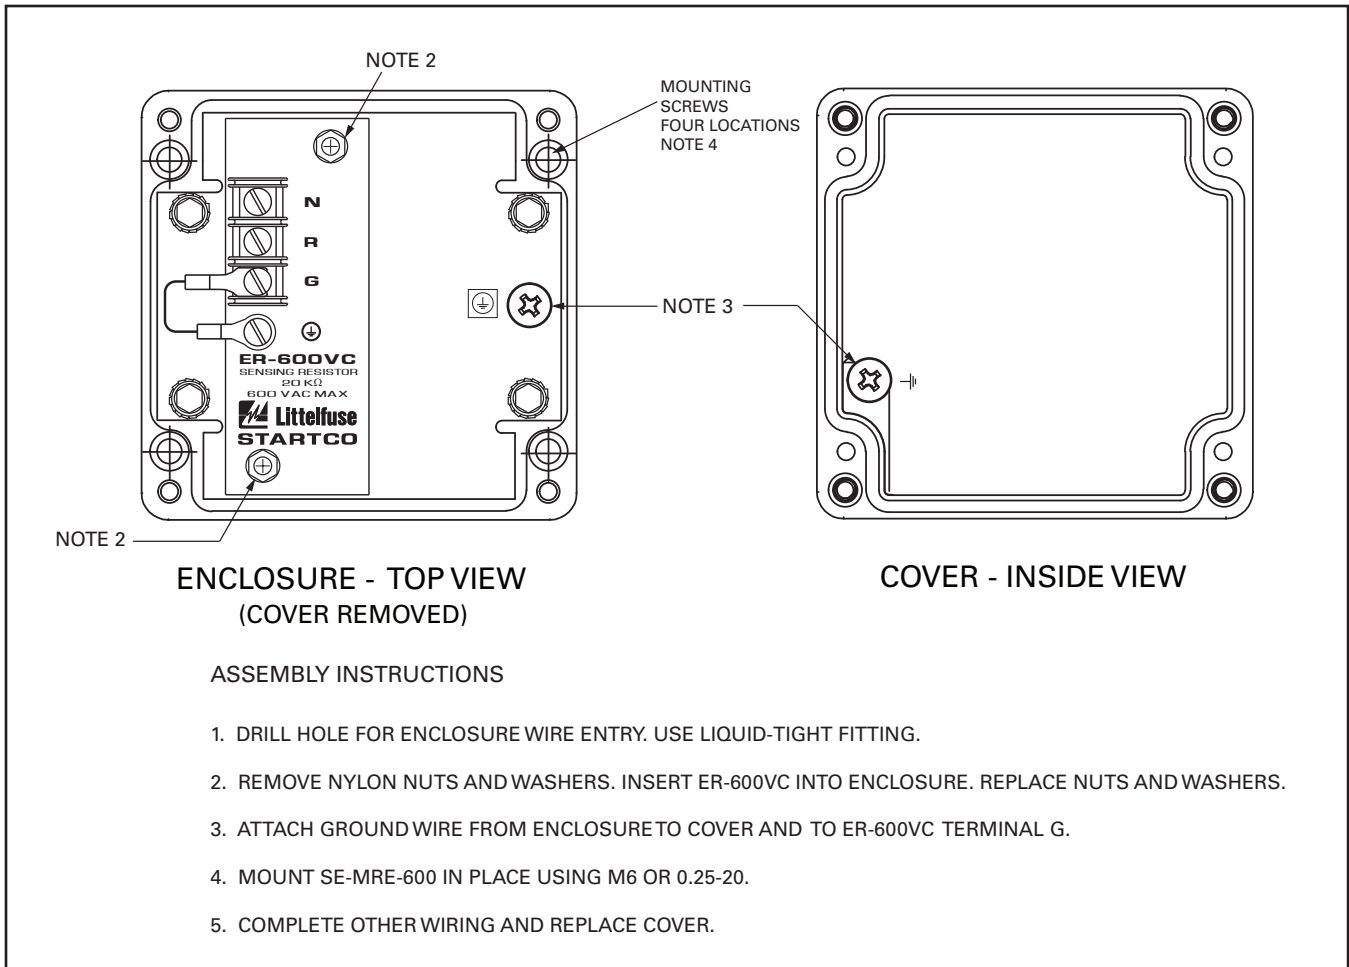 NOTE 2
MOUNTING
SCREWS
FOUR LOCATIONS
NOTE 4
N
R
G
NOTE 3
ER-600VC
SENSING RESISTOR
20 KΩ
600 VAC MAX
Littelfuse
STARTCO
NOTE 2
ENCLOSURE - TOP VIEW
(COVER REMOVED)
COVER - INSIDE VIEW
ASSEMBLY INSTRUCTIONS
1. DRILL HOLE FOR ENCLOSURE WIRE ENTRY. USE LIQUID-TIGHT FITTING.
2. REMOVE NYLON NUTS AND WASHERS. INSERT ER-600VC INTO ENCLOSURE. REPLACE NUTS AND WASHERS.
3. ATTACH GROUND WIRE FROM ENCLOSURE TO COVER AND TO ER-600VC TERMINAL G.
4. MOUNT SE-MRE-600 IN PLACE USING M6 OR 0.25-20.
5. COMPLETE OTHER WIRING AND REPLACE COVER.